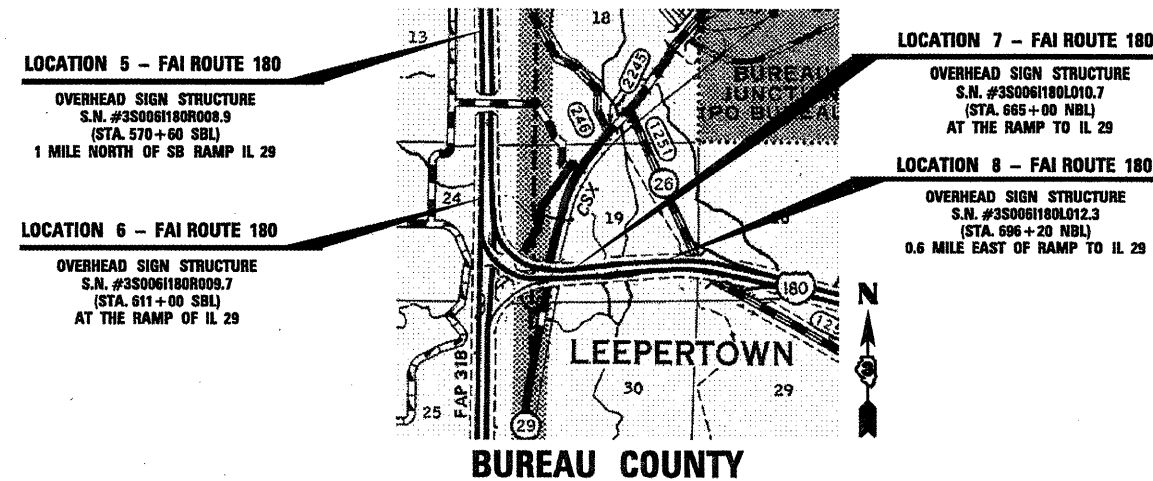 LOCATION 5 – FAI ROUTE 180
OVERHEAD SIGN STRUCTURE
S.N. #3S006I180R008.9
(STA. 570+60 SBL)
1 MILE NORTH OF SB RAMP IL 29
LOCATION 6 – FAI ROUTE 180
OVERHEAD SIGN STRUCTURE
S.N. #3S006I180R009.7
(STA. 611+00 SBL)
AT THE RAMP OF IL 29
13
18
2245
BUREAU
JUNCTION
246
1251
26
24
CSX
19
180
LEEPERTOWN
FAP 318
30
29
25
29
LOCATION 7 – FAI ROUTE 180
OVERHEAD SIGN STRUCTURE
S.N. #3S006I180L010.7
(STA. 665+00 NBL)
AT THE RAMP TO IL 29
LOCATION 8 – FAI ROUTE 180
OVERHEAD SIGN STRUCTURE
S.N. #3S006I180L012.3
(STA. 696+20 NBL)
0.6 MILE EAST OF RAMP TO IL 29
N
3
BUREAU COUNTY